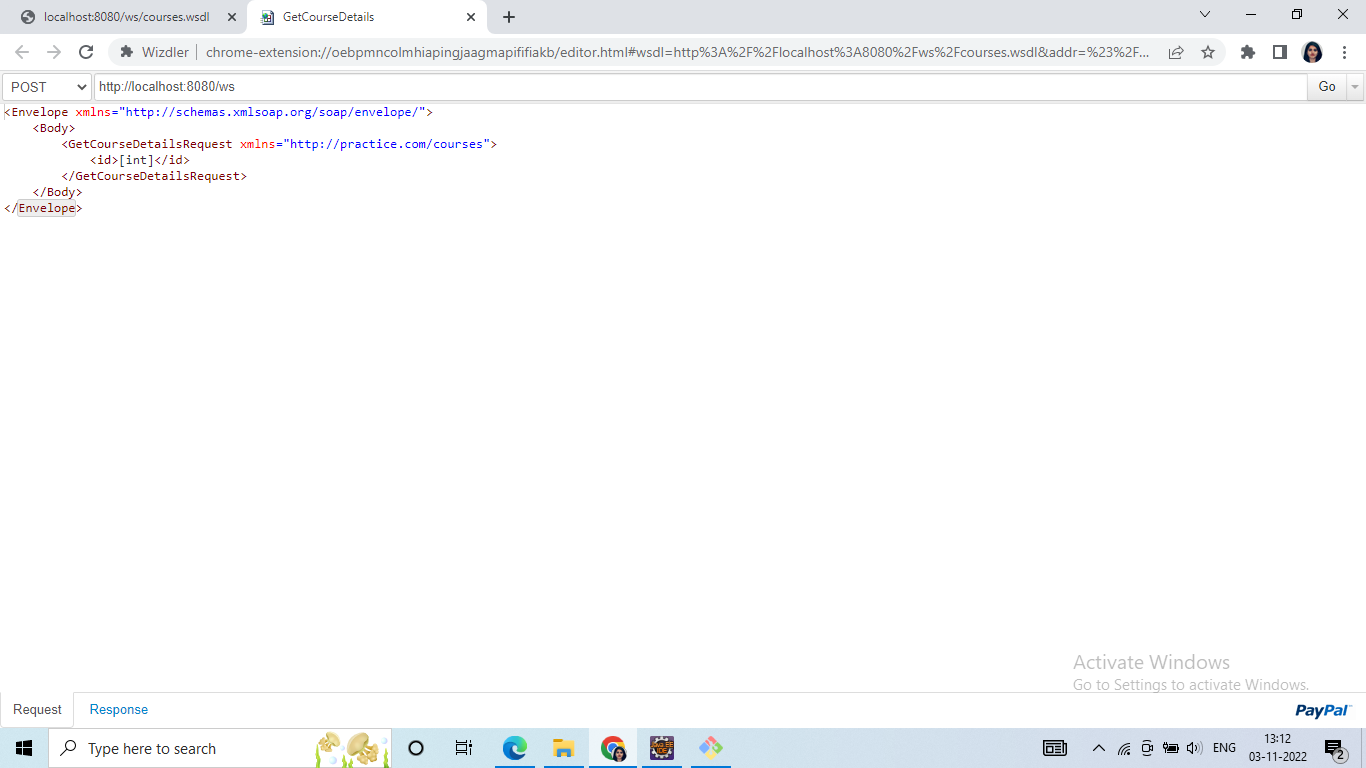 localhost:8080/ws/courses.wsdl
GetCourseDetails
Wizdler
chrome-extension://oebpmncolmhiapingjaagmapififiakb/editor.html#wsdl=http%3A%2F%2Flocalhost%3A8080%2Fws%2Fcourses.wsdl&addr=%23%2F...
POST
http://localhost:8080/ws
Go
<Envelope xmlns="http://schemas.xmlsoap.org/soap/envelope/">
    <Body>
        <GetCourseDetailsRequest xmlns="http://practice.com/courses">
            <id>[int]</id>
        </GetCourseDetailsRequest>
    </Body>
</Envelope>
Activate Windows
Go to Settings to activate Windows.
Request
Response
PayPal
Type here to search
ENG
13:12
03-11-2022
2